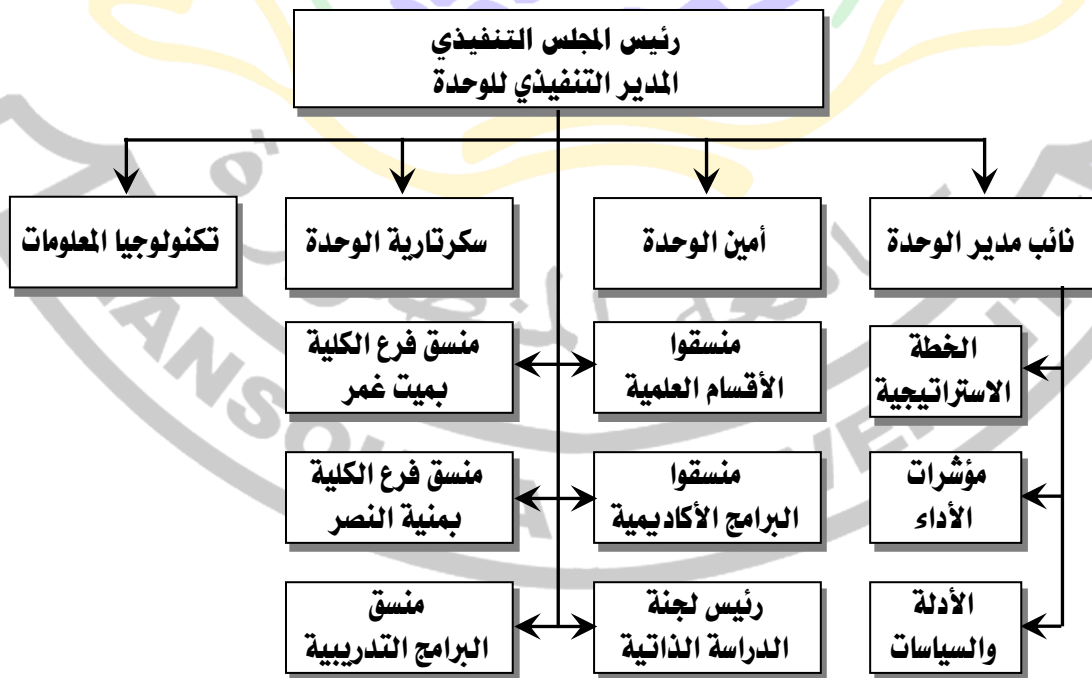 رئيس المجلس التنفيذي
المدير التنفيذي للوحدة
نائب مدير الوحدة
أمين الوحدة
سكرتارية الوحدة
تكنولوجيا المعلومات
الخطة
الاستراتيجية
منسقوا
الأقسام العلمية
منسق فرع الكلية
بميت غمر
مؤشرات
الأداء
منسقوا
البرامج الأكاديمية
منسق فرع الكلية
بمنية النصر
الأدلة
والسياسات
رئيس لجنة
الدراسة الذاتية
منسق
البرامج التدريبية